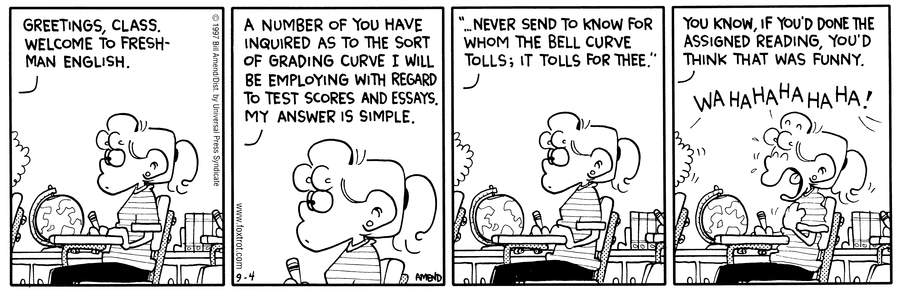 GREETINGS, CLASS.
WELCOME TO FRESH-
MAN ENGLISH.
© 1997 Bill Amend/Dist. by Universal Press Syndicate
A NUMBER OF YOU HAVE
INQUIRED AS TO THE SORT
OF GRADING CURVE I WILL
BE EMPLOYING WITH REGARD
TO TEST SCORES AND ESSAYS.
MY ANSWER IS SIMPLE.
www.foxtrot.com
9-4
AMEND
"...NEVER SEND TO KNOW FOR
WHOM THE BELL CURVE
TOLLS; IT TOLLS FOR THEE."
YOU KNOW, IF YOU'D DONE THE
ASSIGNED READING, YOU'D
THINK THAT WAS FUNNY.
WA HA HA HA HA HA!